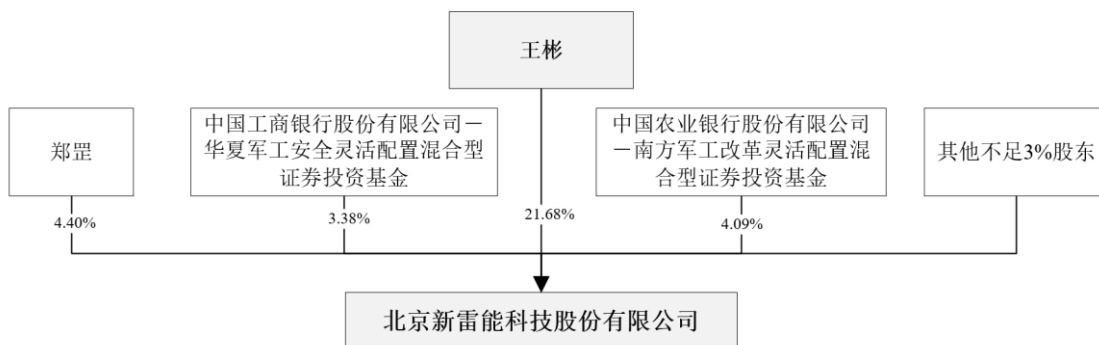 王彬
郑罡
中国工商银行股份有限公司－
华夏军工安全灵活配置混合型
证券投资基金
中国农业银行股份有限公司
－南方军工改革灵活配置混
合型证券投资基金
其他不足3%股东
4.40%
3.38%
21.68%
4.09%
北京新雷能科技股份有限公司